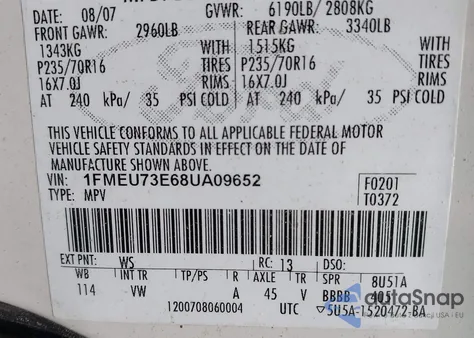 DATE: 08/07 GVWR: 6190LB/ 2808KG
FRONT GAWR: 2960LB REAR GAWR: 3340LB
1343KG WITH 1515KG WITH
P235/70R16 TIRES P235/70R16 TIRES
16X7.0J RIMS 16X7.0J RIMS
AT 240 kPa/ 35 PSI COLD AT 240 kPa/ 35 PSI COLD
Ford
THIS VEHICLE CONFORMS TO ALL APPLICABLE FEDERAL MOTOR
VEHICLE SAFETY STANDARDS IN EFFECT ON THE DATE OF
MANUFACTURE SHOWN ABOVE.
VIN: 1FMEU73E68UA09652
TYPE: MPV
F0201
T0372
EXT PNT: WS RC: 13 DSO:
WB INT TR TP/PS R AXLE TR SPR 8U5TA
114 VW A 45 V BBBB 4051
1200708060004 UTC ▽5U5A-1520472-BA
autoSnap